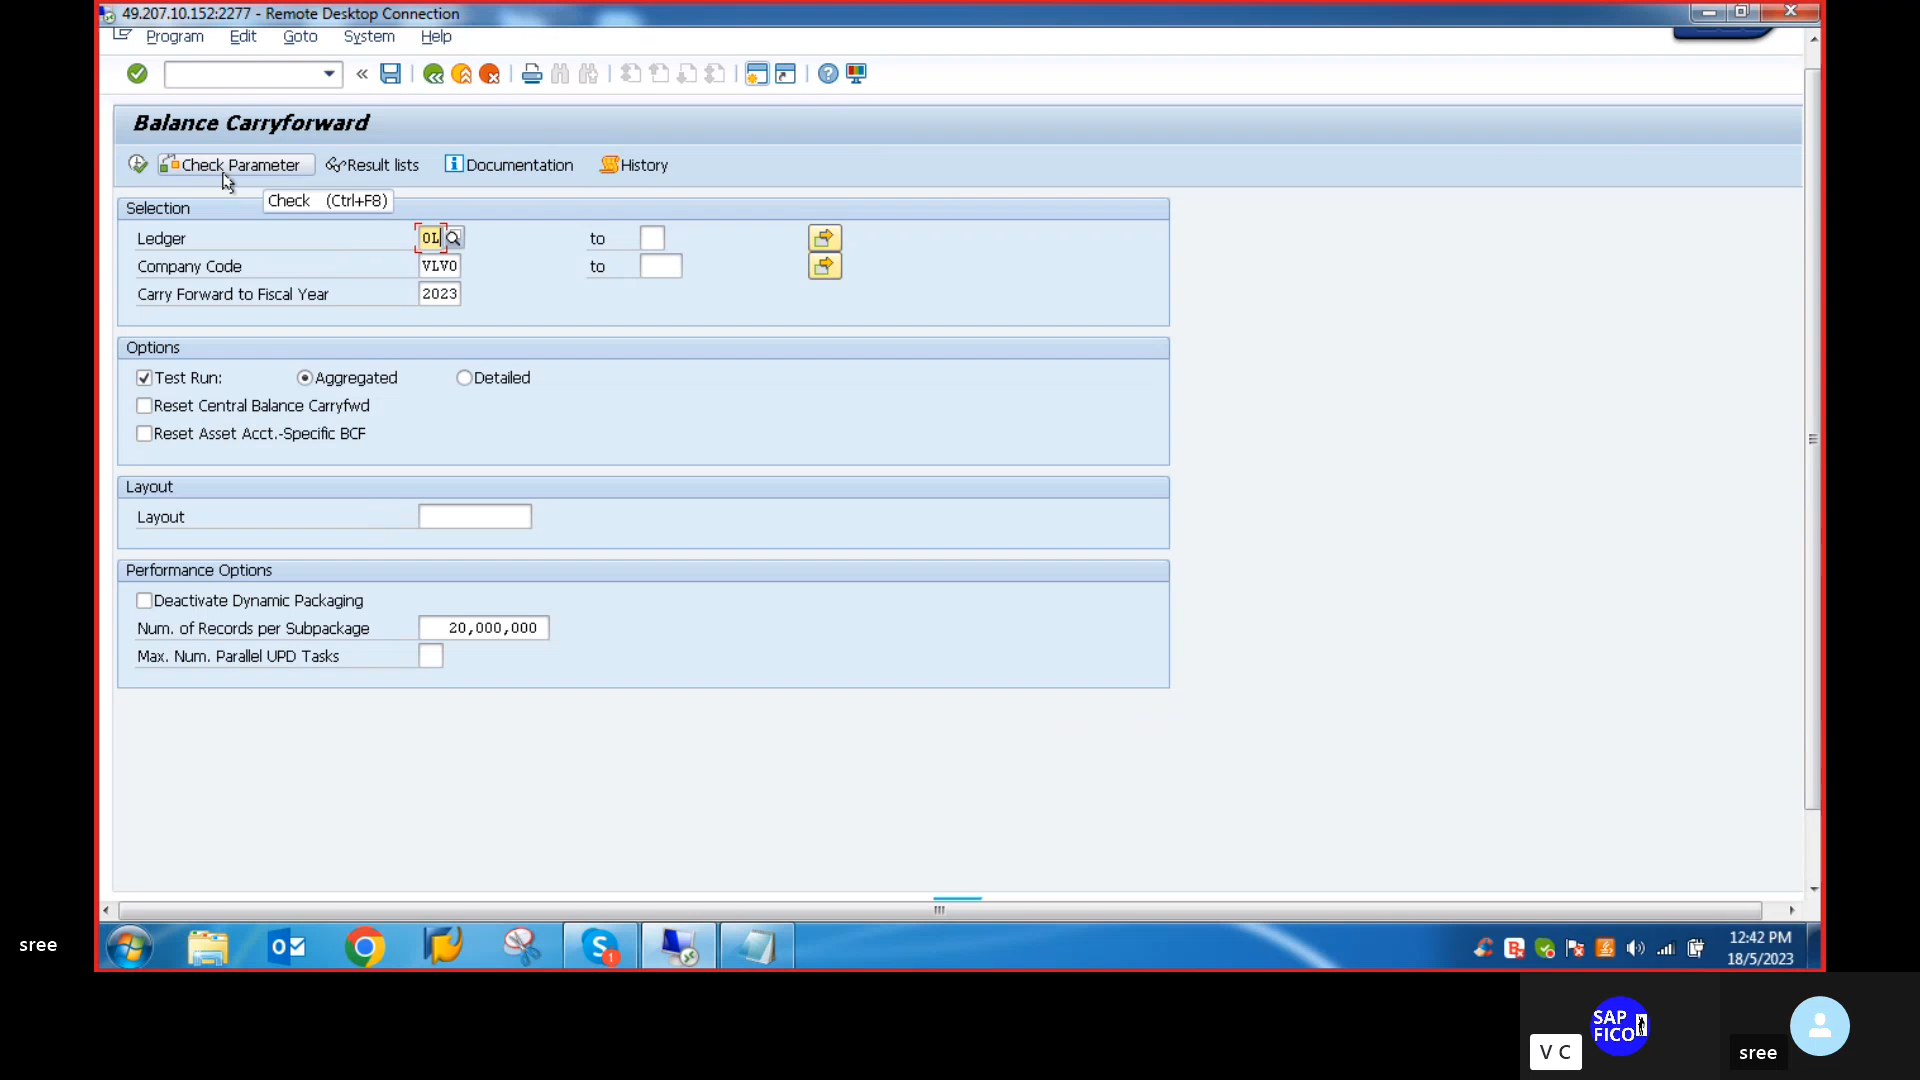 49.207.10.152:2277 - Remote Desktop Connection
Program Edit Goto System Help
Balance Carryforward
Check Parameter Result lists Documentation History
Check (Ctrl+F8)
Selection
Ledger 0L to
Company Code VLVO to
Carry Forward to Fiscal Year 2023
Options
Test Run: Aggregated Detailed
Reset Central Balance Carryfwd
Reset Asset Acct.-Specific BCF
Layout
Layout
Performance Options
Deactivate Dynamic Packaging
Num. of Records per Subpackage 20,000,000
Max. Num. Parallel UPD Tasks
12:42 PM
18/5/2023
sree
SAP
FICO
V C
sree